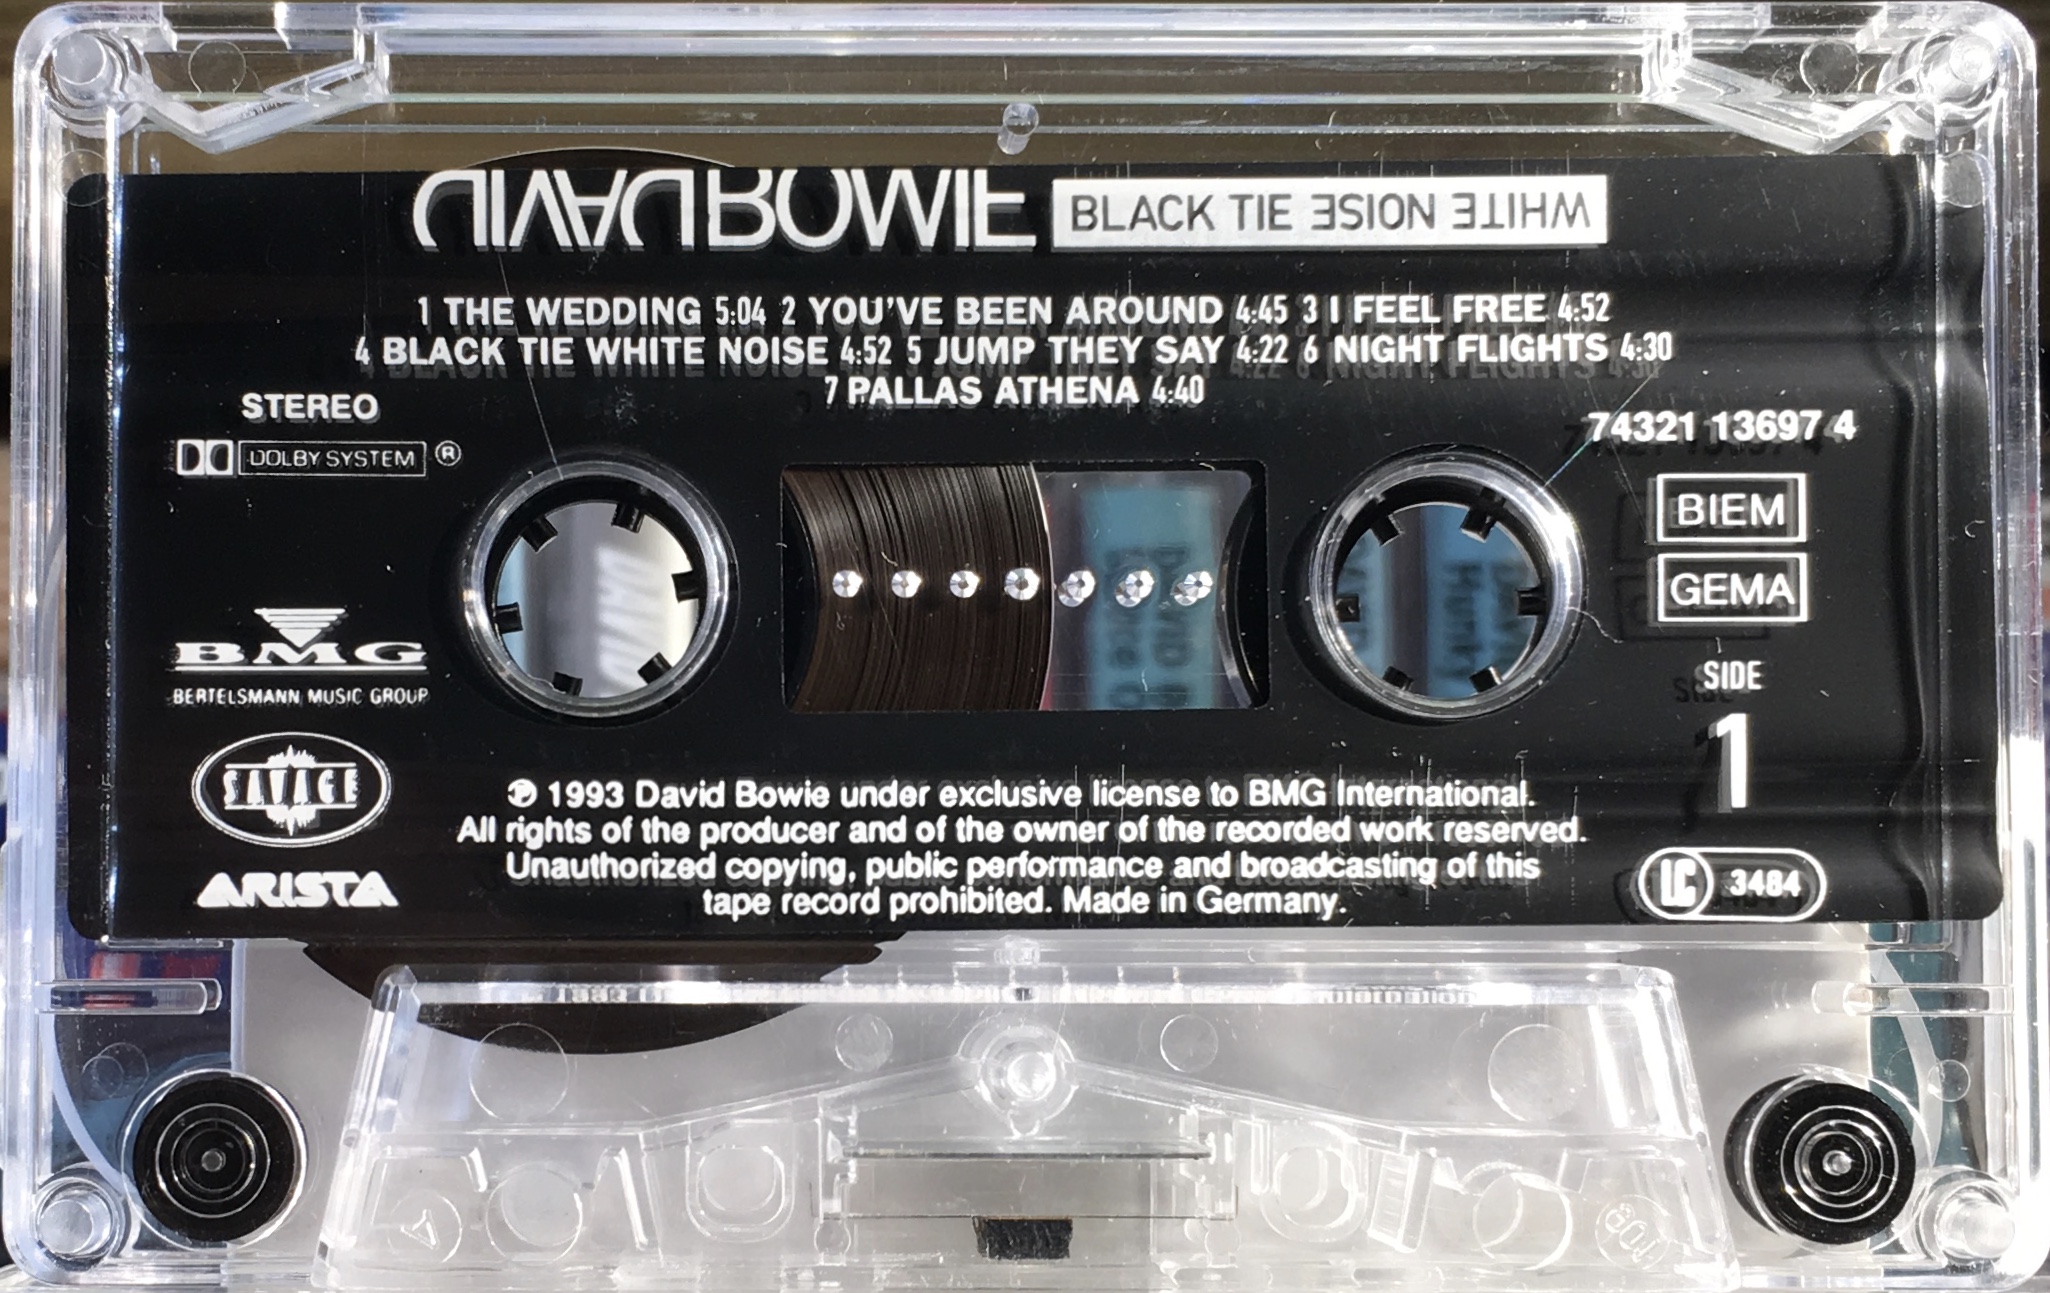 DAVID BOWIE BLACK TIE WHITE NOISE
1 THE WEDDING 5:04 2 YOU'VE BEEN AROUND 4:45 3 I FEEL FREE 4:52
4 BLACK TIE WHITE NOISE 4:52 5 JUMP THEY SAY 4:22 6 NIGHT FLIGHTS 4:30
7 PALLAS ATHENA 4:40
STEREO
DOLBY SYSTEM ®
74321 13697 4
BIEM
GEMA
SIDE
1
BMG
BERTELSMANN MUSIC GROUP
SAVAGE
ARISTA
℗ 1993 David Bowie under exclusive license to BMG International.
All rights of the producer and of the owner of the recorded work reserved.
Unauthorized copying, public performance and broadcasting of this
tape record prohibited. Made in Germany.
LC 3484